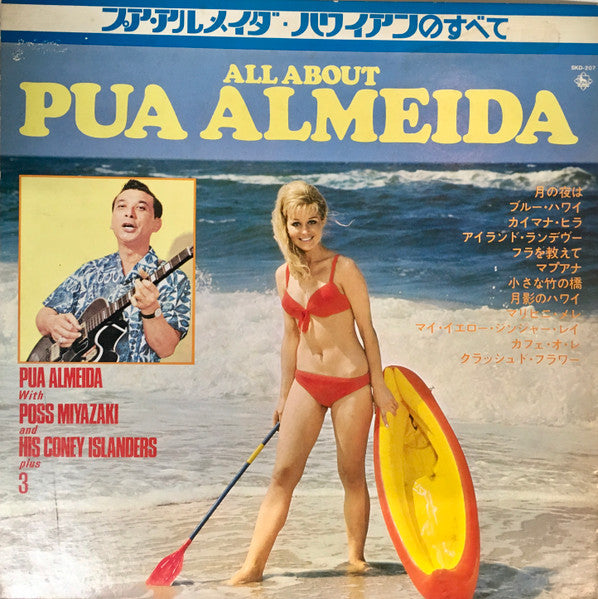 プア・アルメイダ・ハワイアンのすべて
SKD-207
ALL ABOUT
PUA ALMEIDA
月の夜は
ブルー・ハワイ
カイマナ・ヒラ
アイランド・ランデヴー
フラを教えて
マプアナ
小さな竹の橋
月影のハワイ
マリヒニ・メレ
マイ・イエロー・ジンジャー・レイ
カフェ・オ・レ
クラッシュト・フラワー
PUA ALMEIDA
With
POSS MIYAZAKI
and
HIS CONEY ISLANDERS
plus
3